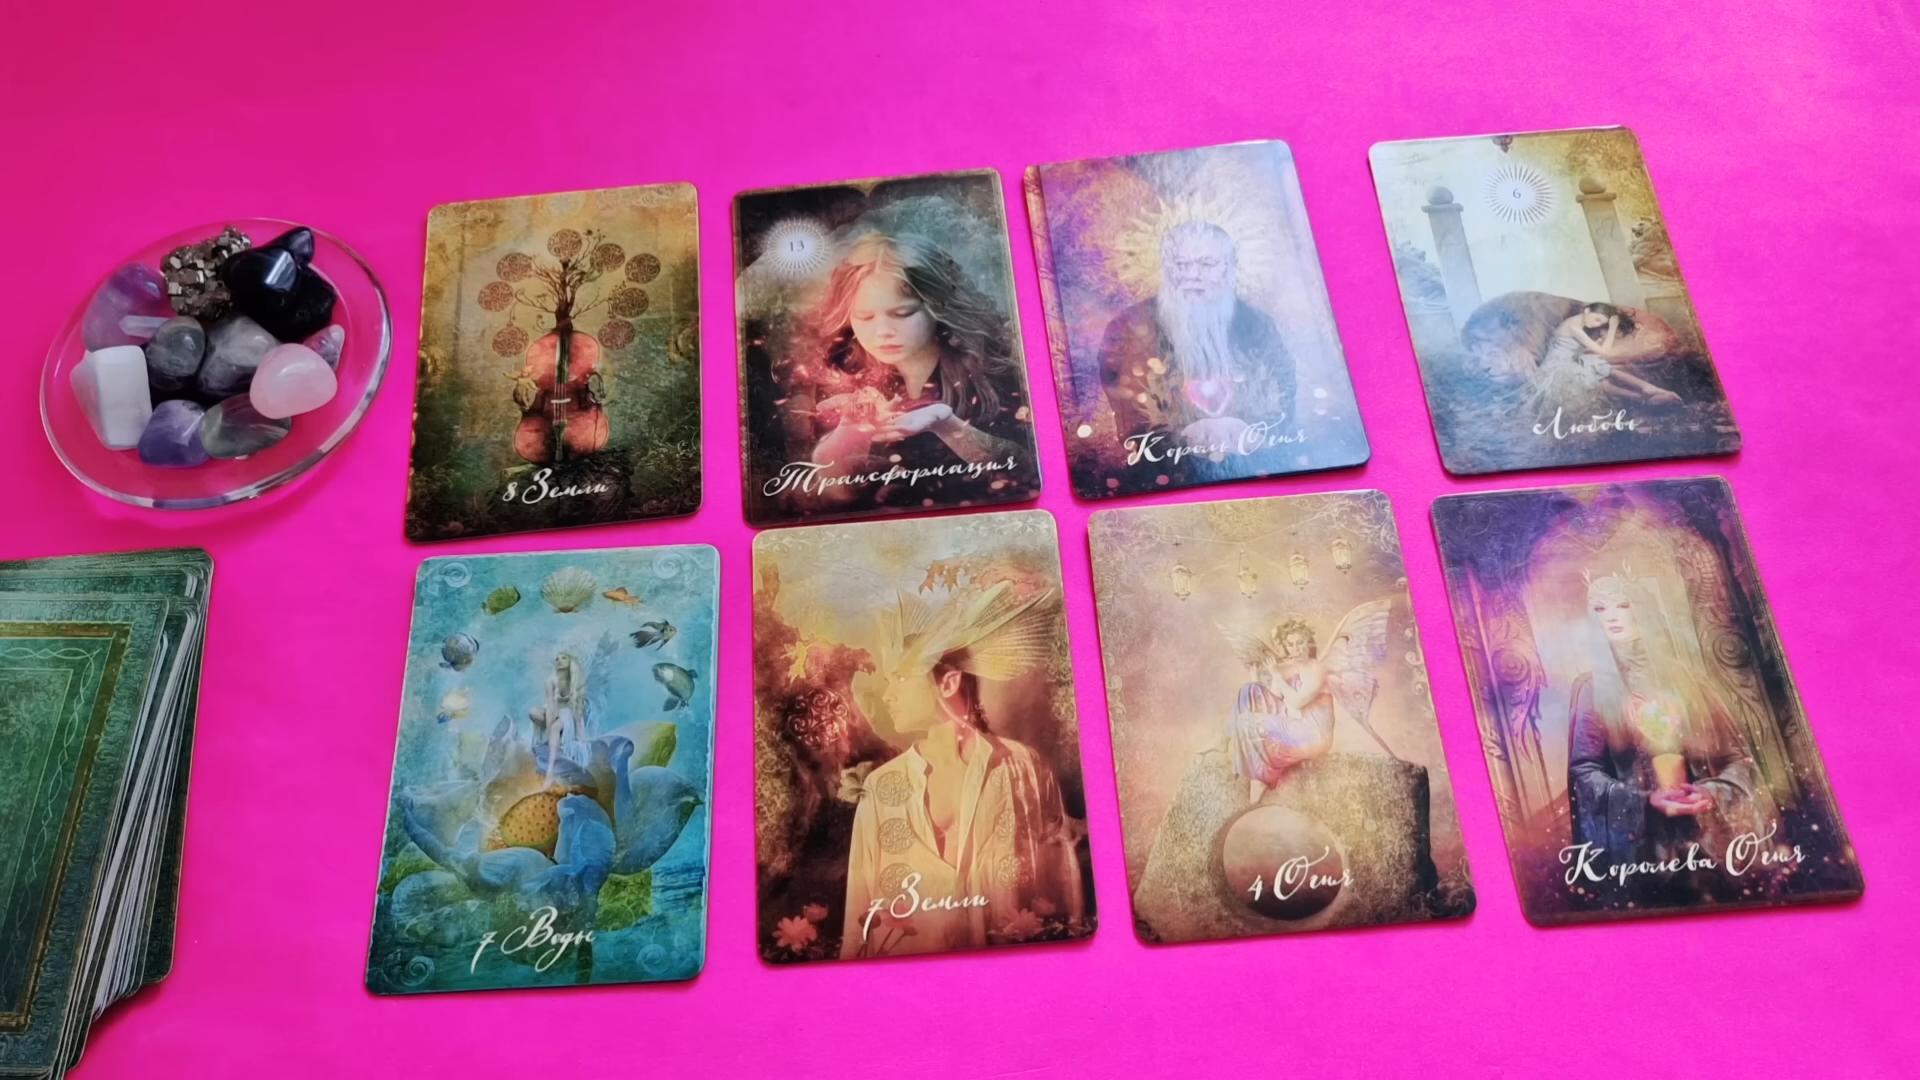 8 Земли
13
Трансформация
Король Огня
6
Любовь
7 Воды
7 Земли
4 Огня
Королева Огня